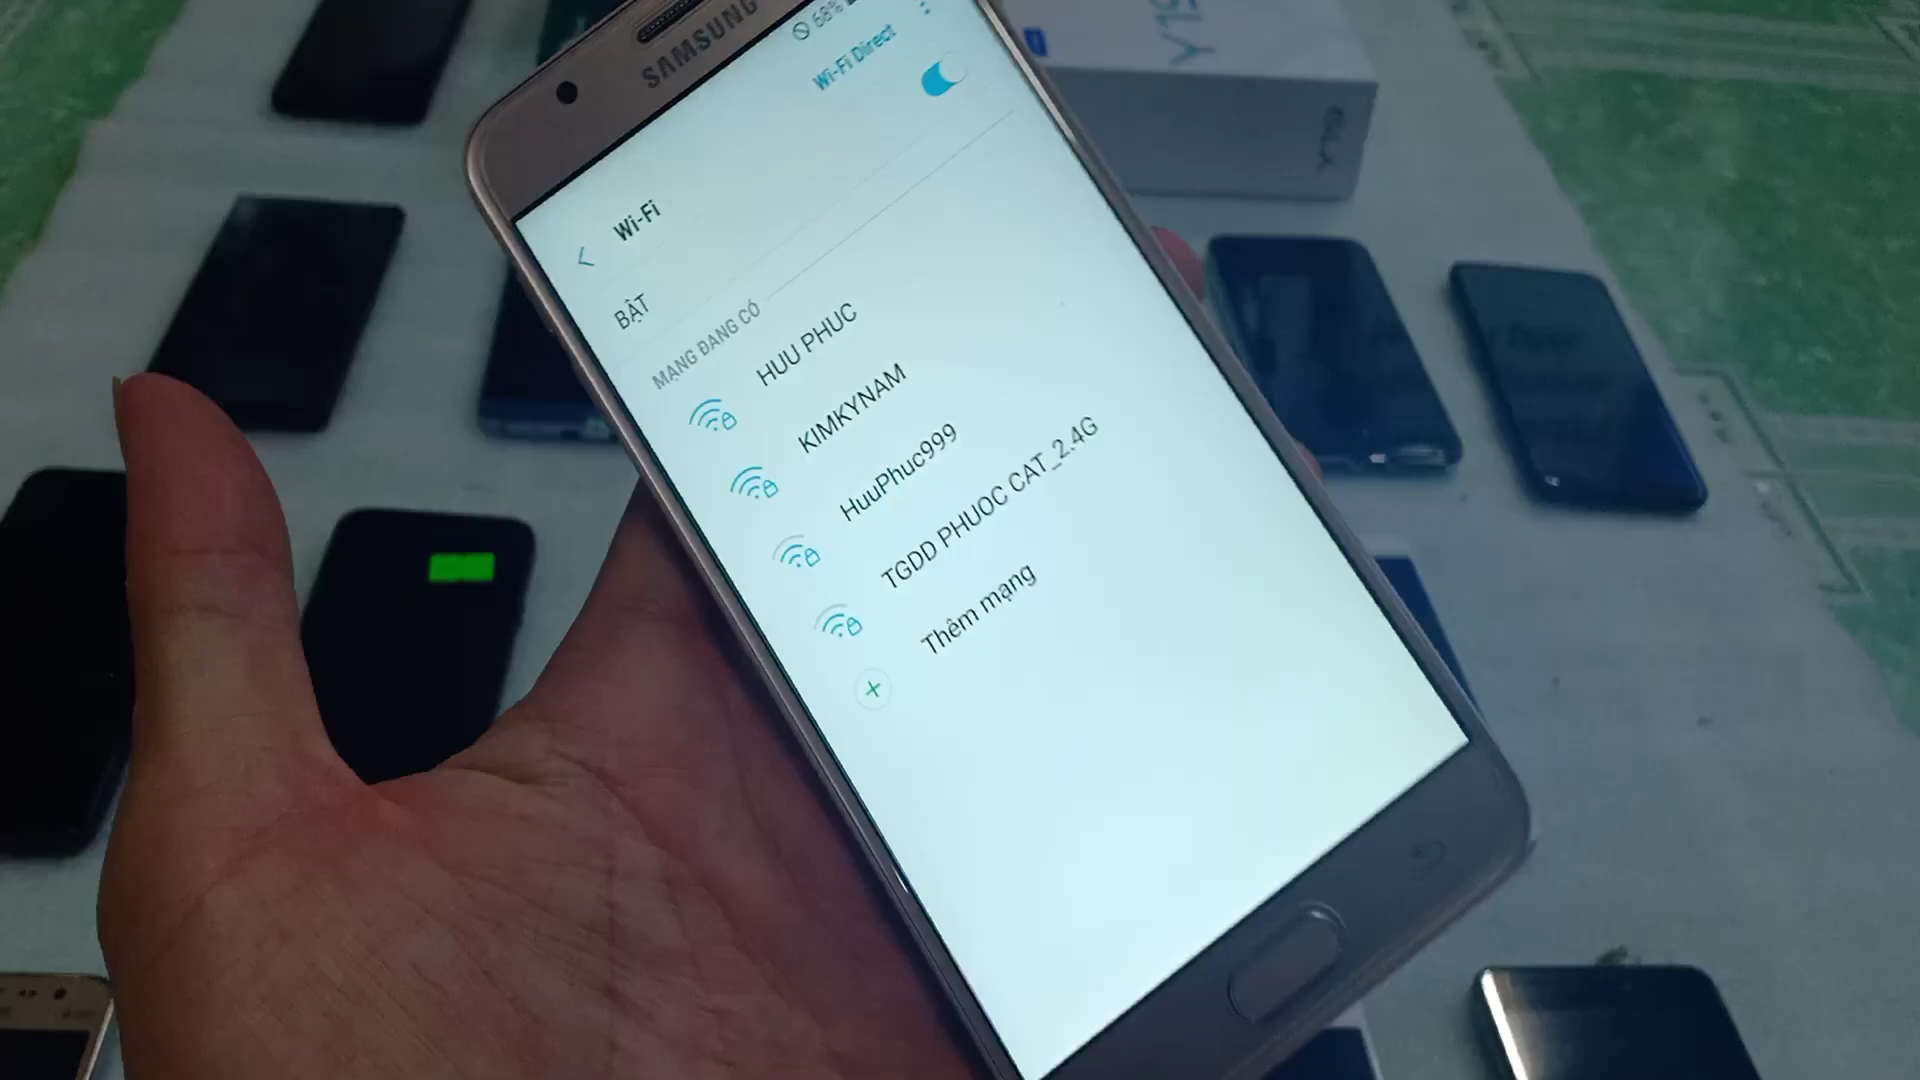 SAMSUNG
68%
Wi-Fi Direct
Wi-Fi
BẬT
MẠNG ĐANG CÓ
HUU PHUC
KIMKYNAM
HuuPhuc999
TGDD PHUOC CAT_2.4G
Thêm mạng